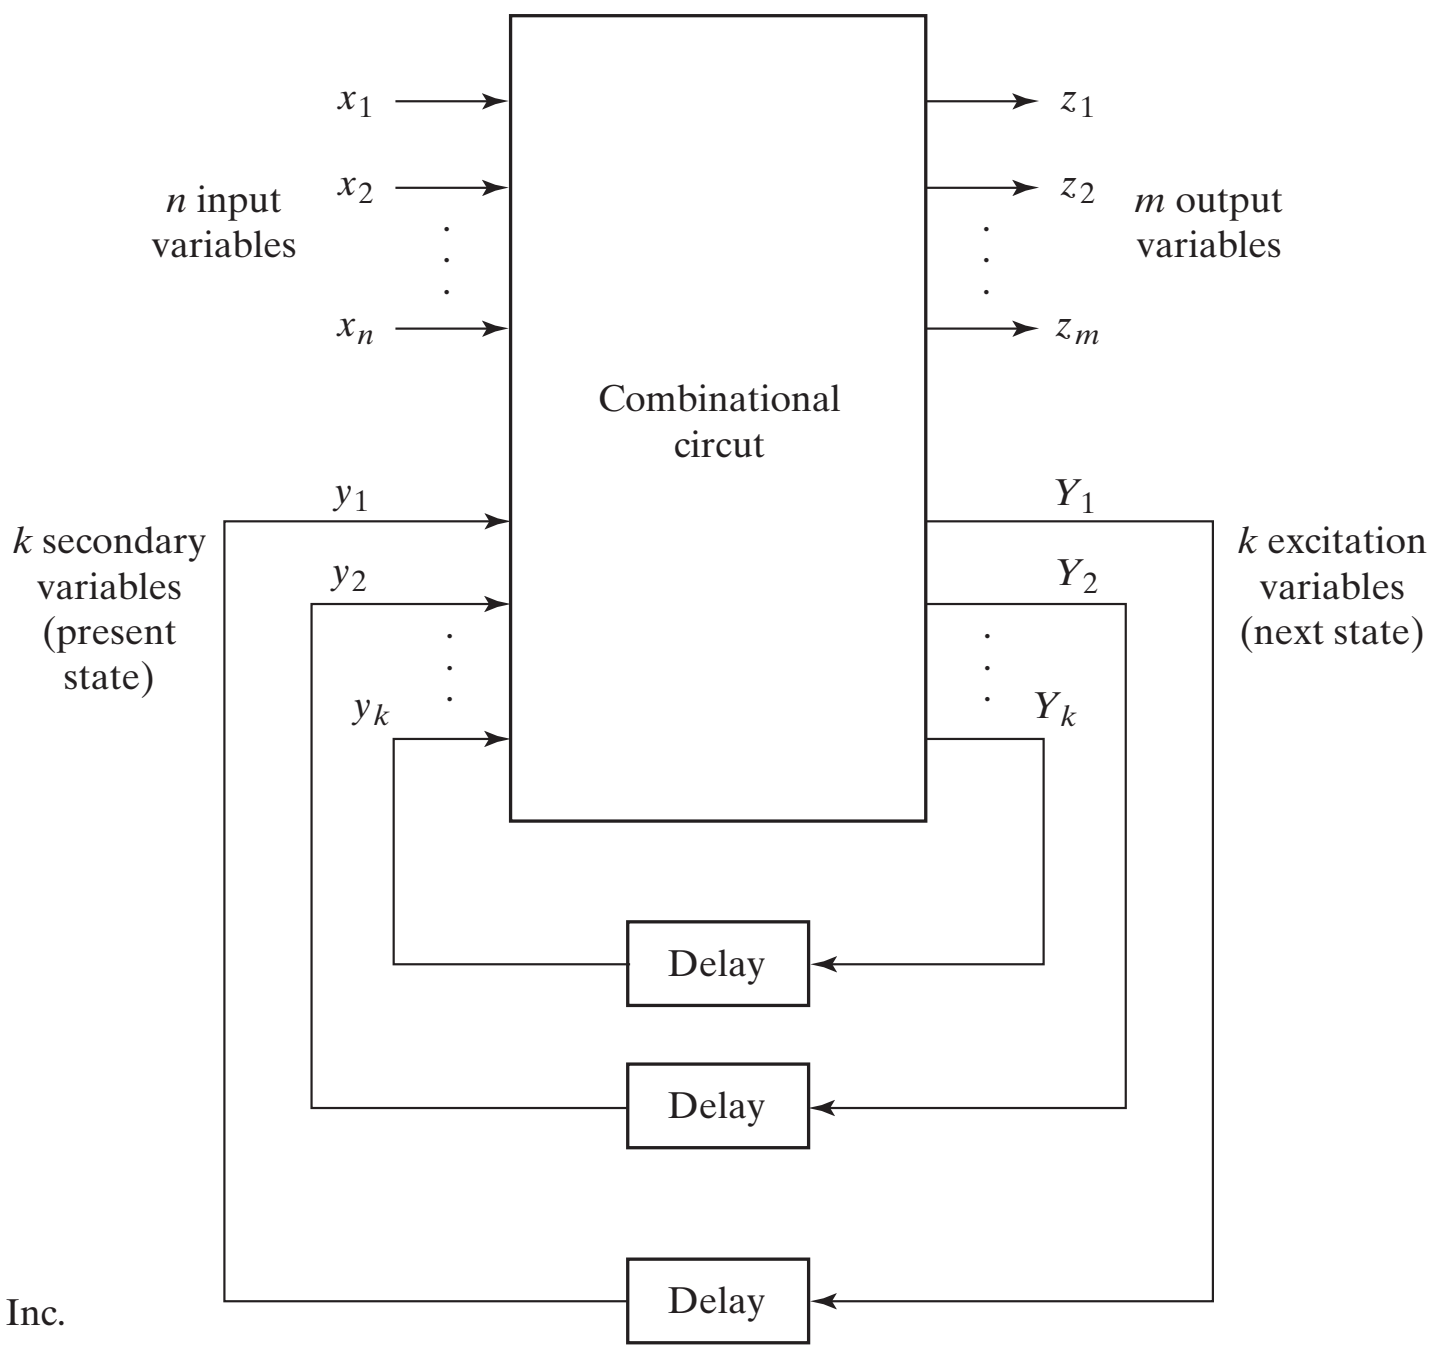 x1
z1
n input
variables
x2
z2
m output
variables
xn
zm
Combinational
circut
y1
Y1
k secondary
variables
(present
state)
y2
Y2
k excitation
variables
(next state)
yk
Yk
Delay
Delay
Delay
Inc.